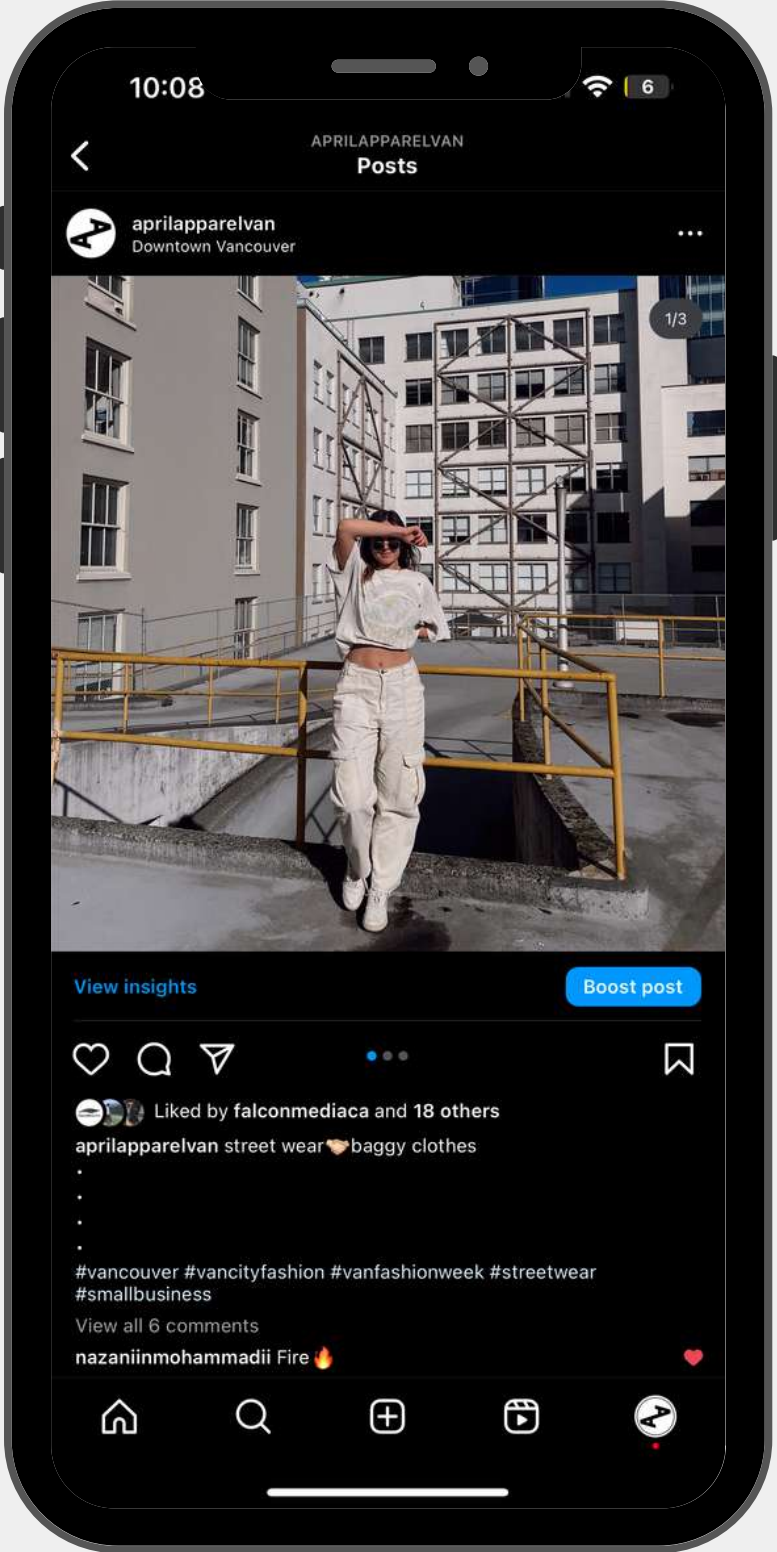 10:08
6
APRILAPPARELVAN
Posts
aprilapparelvan
Downtown Vancouver
1/3
View insights
Boost post
Liked by falconmediaca and 18 others
aprilapparelvan street wear🤝🏻baggy clothes
.
.
.
.
#vancouver #vancityfashion #vanfashionweek #streetwear
#smallbusiness
View all 6 comments
nazaniinmohammadii Fire🔥